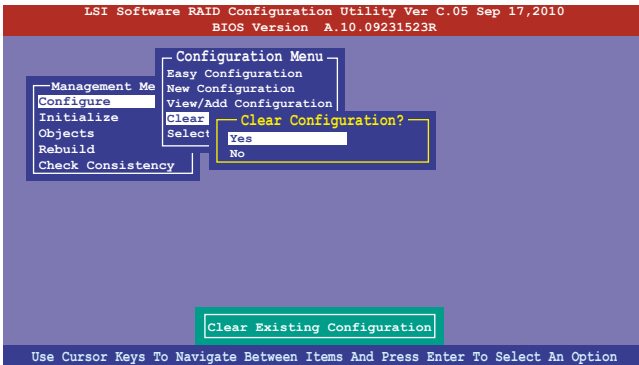 LSI Software RAID Configuration Utility Ver C.05 Sep 17,2010
BIOS Version A.10.09231523R
Configuration Menu
Easy Configuration
New Configuration
View/Add Configuration
Clear
Select
Management Me
Configure
Initialize
Objects
Rebuild
Check Consistency
Clear Configuration?
Yes
No
Clear Existing Configuration
Use Cursor Keys To Navigate Between Items And Press Enter To Select An Option